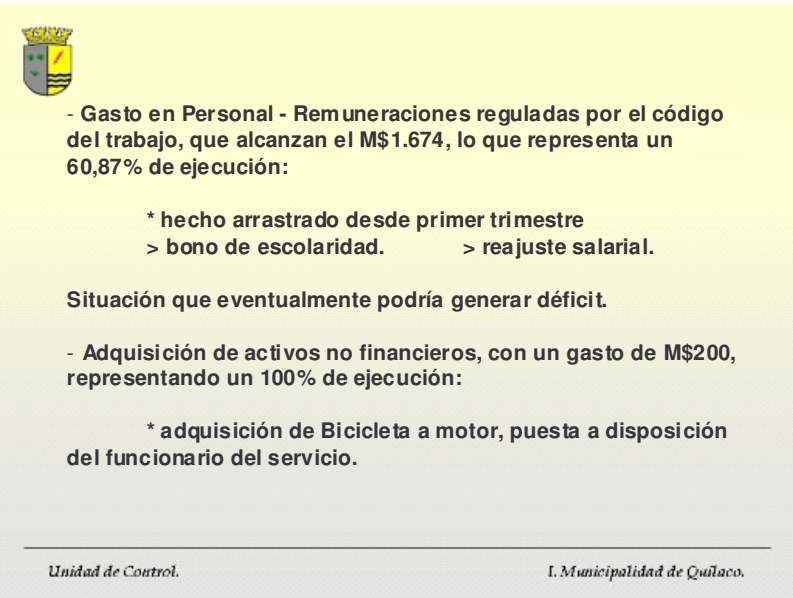 - Gasto en Personal - Remuneraciones reguladas por el código
del trabajo, que alcanzan el M$1.674, lo que representa un
60,87% de ejecución:
* hecho arrastrado desde primer trimestre
> bono de escolaridad. > reajuste salarial.
Situación que eventualmente podría generar déficit.
- Adquisición de activos no financieros, con un gasto de M$200,
representando un 100% de ejecución:
* adquisición de Bicicleta a motor, puesta a disposición
del funcionario del servicio.
Unidad de Control. I. Municipalidad de Quilaco.